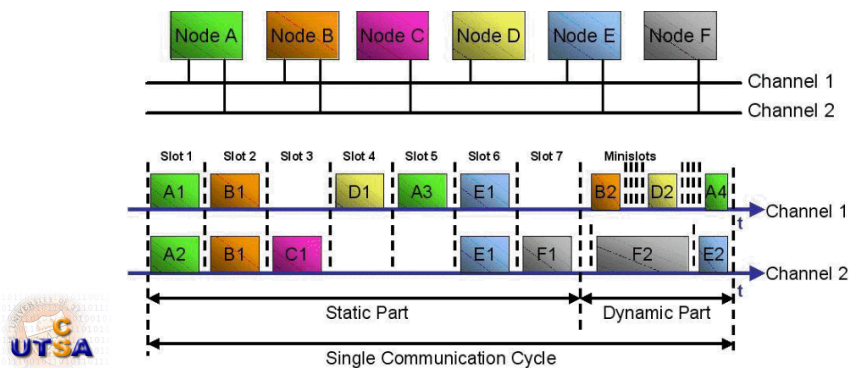 Node A Node B Node C Node D Node E Node F
Channel 1
Channel 2
Slot 1 Slot 2 Slot 3 Slot 4 Slot 5 Slot 6 Slot 7 Minislots
A1 B1 D1 A3 E1 B2 D2 A4
t Channel 1
A2 B1 C1 E1 F1 F2 E2
t Channel 2
Static Part Dynamic Part
Single Communication Cycle
CS
UTSA